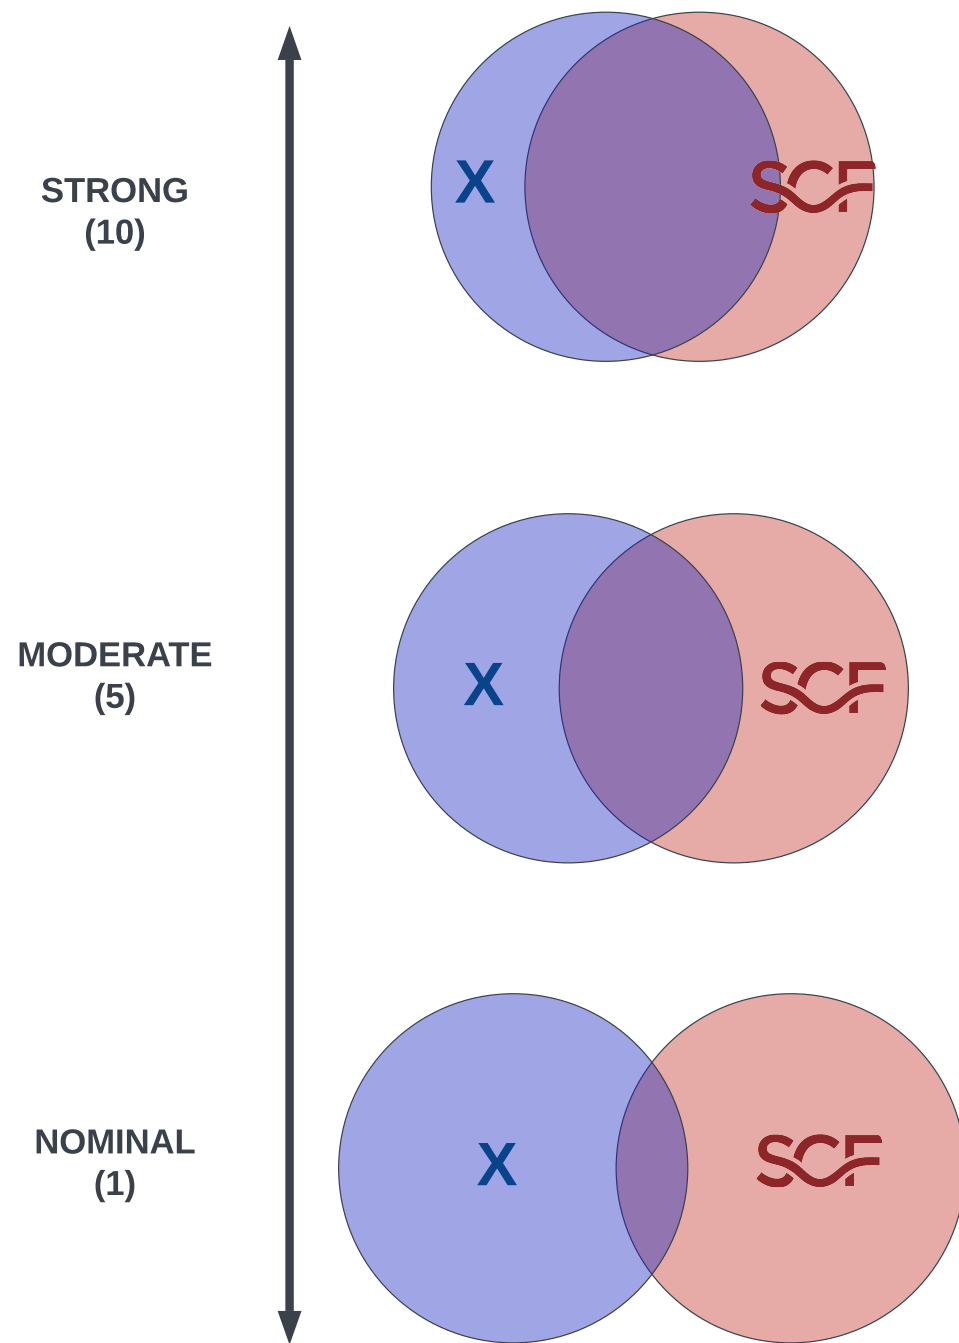 STRONG
(10)
X
SCF
MODERATE
(5)
X
SCF
NOMINAL
(1)
X
SCF